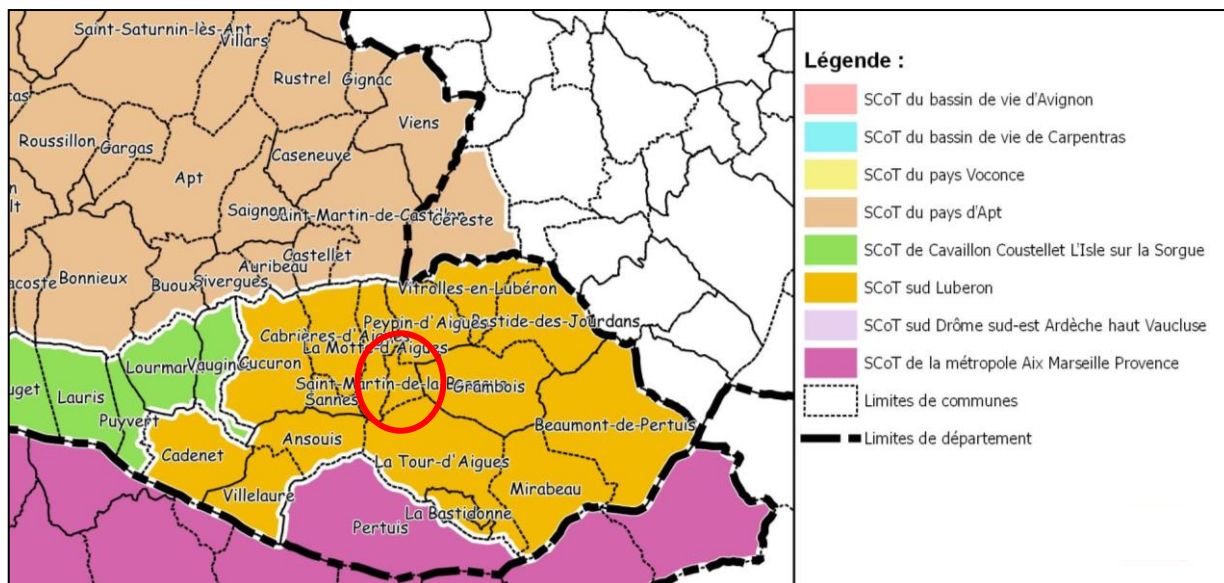 Saint-Saturnin-lès-Apt
Villars
Rustrel
Gignac
Viens
Roussillon
Gargas
Caseneuve
Apt
Saignon
Saint-Martin-de-Castillon
Céreste
Castellet
Auribeau
Bonnieux
Sivergues
Buoux
Vitrolles-en-Lubéron
Peypin-d'Aigues
Bastide-des-Jourdans
Cabrières-d'Aigues
La Motte-d'Aigues
Lourmarin
Vaugines
Cucuron
Saint-Martin-de-la-Brasque
Grambois
Lauris
Sannes
Puyvert
Beaumont-de-Pertuis
Ansouis
Cadenet
La Tour-d'Aigues
Mirabeau
Villelaure
La Bastidonne
Pertuis
Légende :
SCoT du bassin de vie d'Avignon
SCoT du bassin de vie de Carpentras
SCoT du pays Voconce
SCoT du pays d'Apt
SCoT de Cavaillon Coustellet L'Isle sur la Sorgue
SCoT sud Luberon
SCoT sud Drôme sud-est Ardèche haut Vaucluse
SCoT de la métropole Aix Marseille Provence
Limites de communes
Limites de département